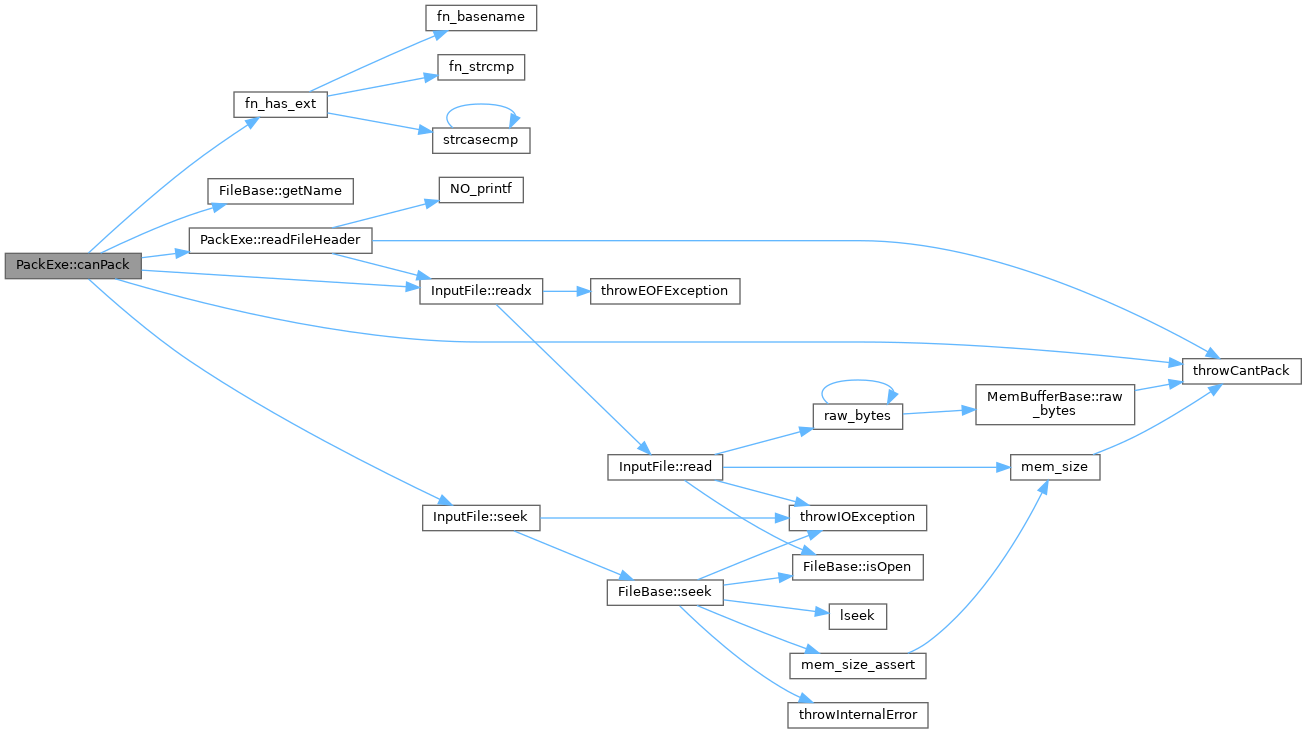 fn_basename
fn_strcmp
fn_has_ext
strcasecmp
FileBase::getName
NO_printf
PackExe::readFileHeader
PackExe::canPack
InputFile::readx
throwEOFException
throwCantPack
MemBufferBase::raw
_bytes
raw_bytes
InputFile::read
mem_size
InputFile::seek
throwIOException
FileBase::isOpen
FileBase::seek
lseek
mem_size_assert
throwInternalError